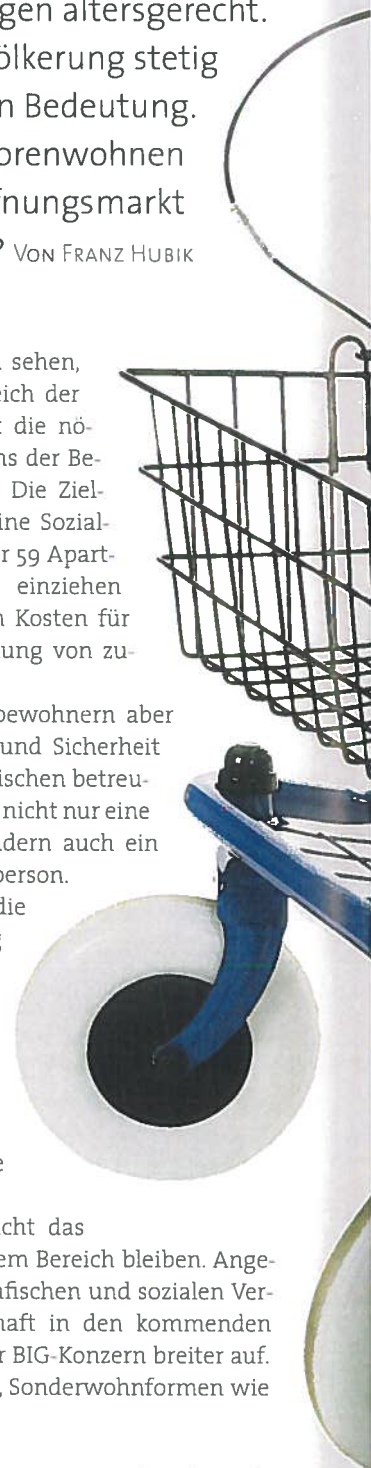 gen altersgerecht.
ölkerung stetig
n Bedeutung.
orenwohnen
fnungsmarkt
? VON FRANZ HUBIK
sehen,
eich der
t die nö-
ns der Be-
Die Ziel-
ine Sozial-
r 59 Apart-
einziehen
n Kosten für
ung von zu-
bewohnern aber
und Sicherheit
ischen betreu-
nicht nur eine
ndern auch ein
person.
die
e
icht das
em Bereich bleiben. Ange-
afischen und sozialen Ver-
haft in den kommenden
r BIG-Konzern breiter auf.
, Sonderwohnformen wie